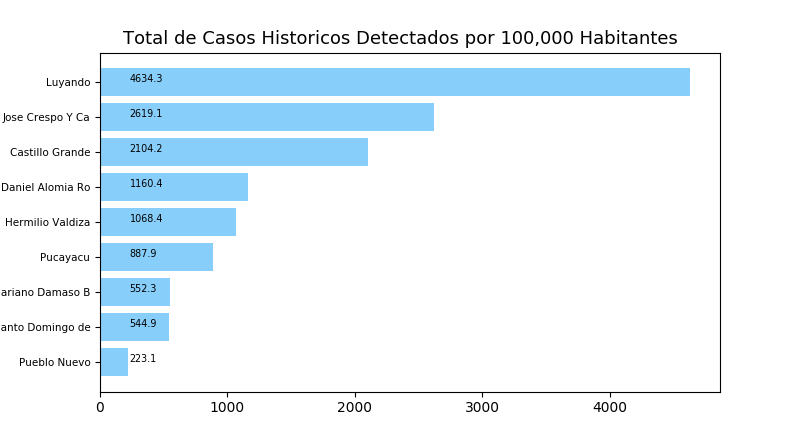 Total de Casos Historicos Detectados por 100,000 Habitantes
Luyando 4634.3
Jose Crespo Y Ca 2619.1
Castillo Grande 2104.2
Daniel Alomia Ro 1160.4
Hermilio Valdiza 1068.4
Pucayacu 887.9
ariano Damaso B 552.3
anto Domingo de 544.9
Pueblo Nuevo 223.1
0 1000 2000 3000 4000